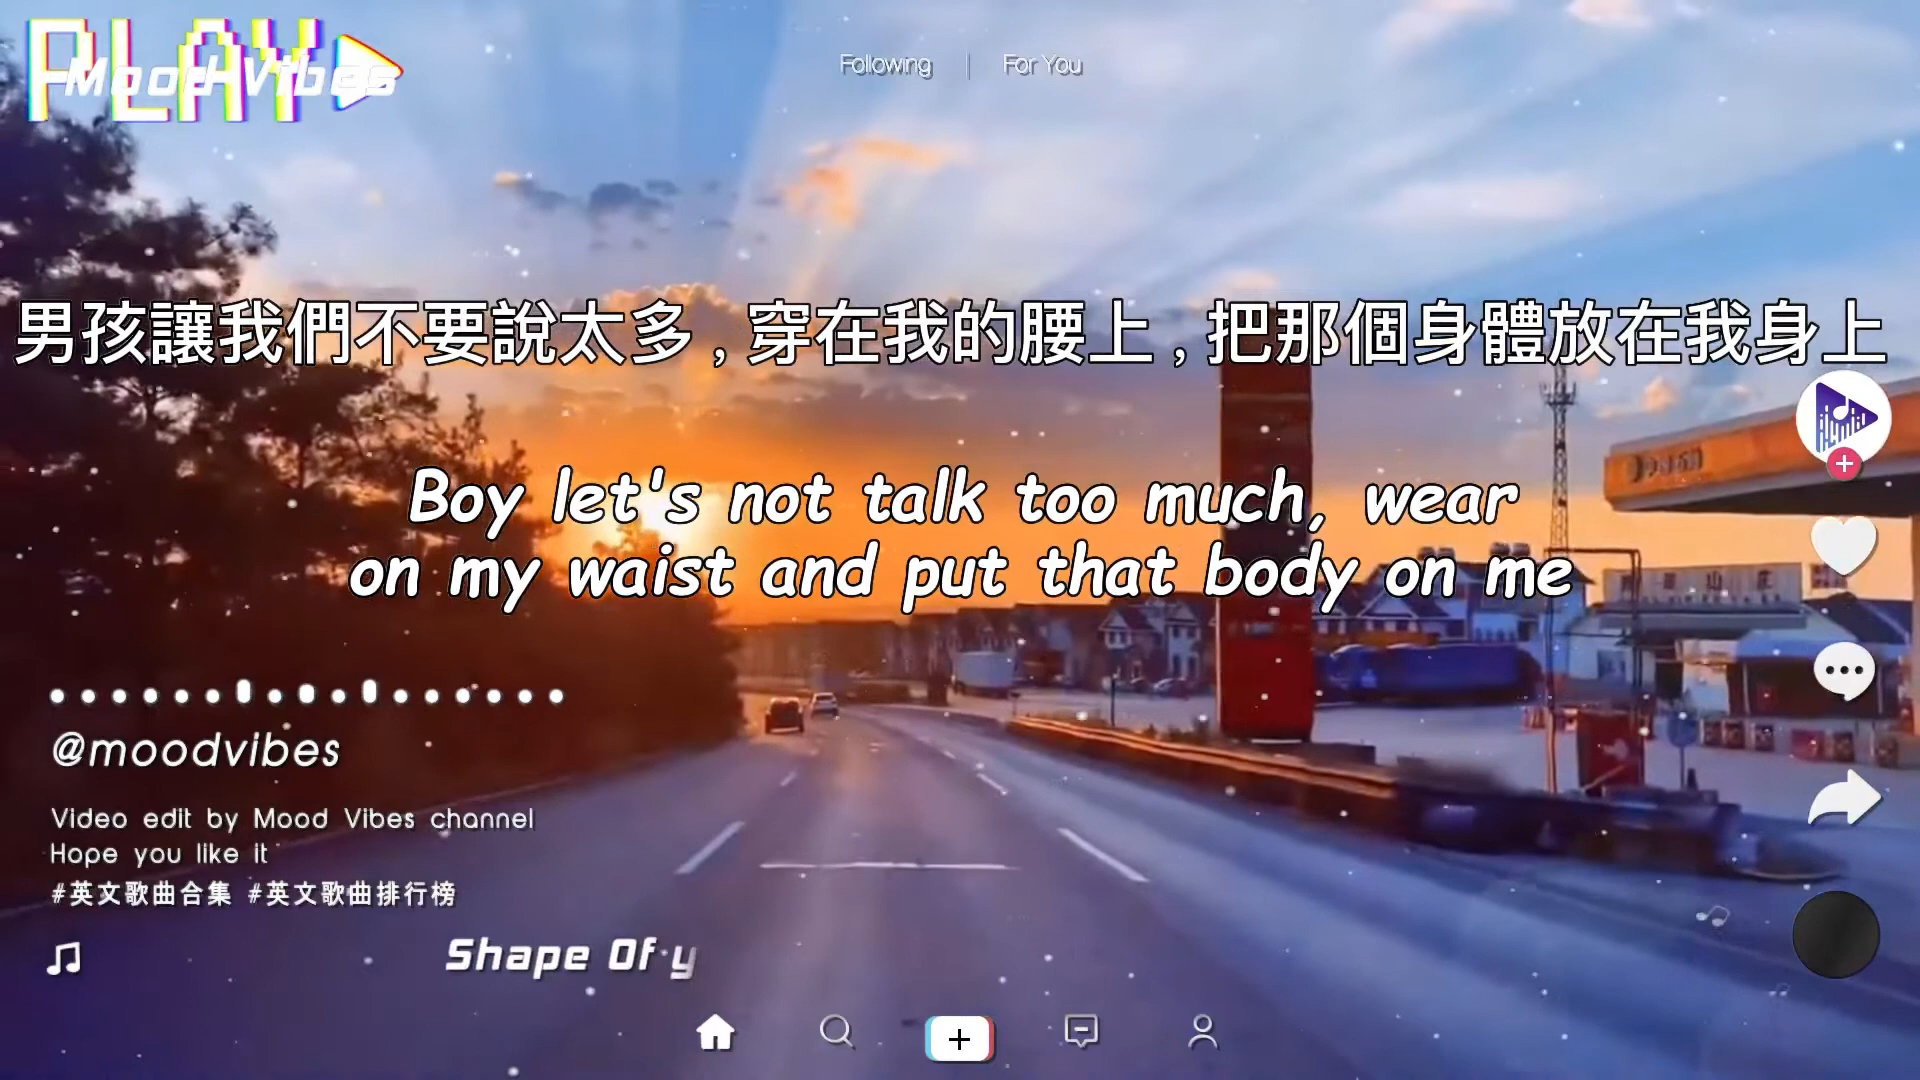 PLAY
Mood Vibes
Following | For You
男孩讓我們不要說太多 , 穿在我的腰上 , 把那個身體放在我身上
Boy let's not talk too much, wear
on my waist and put that body on me
@moodvibes
Video edit by Mood Vibes channel
Hope you like it
#英文歌曲合集 #英文歌曲排行榜
Shape Of y